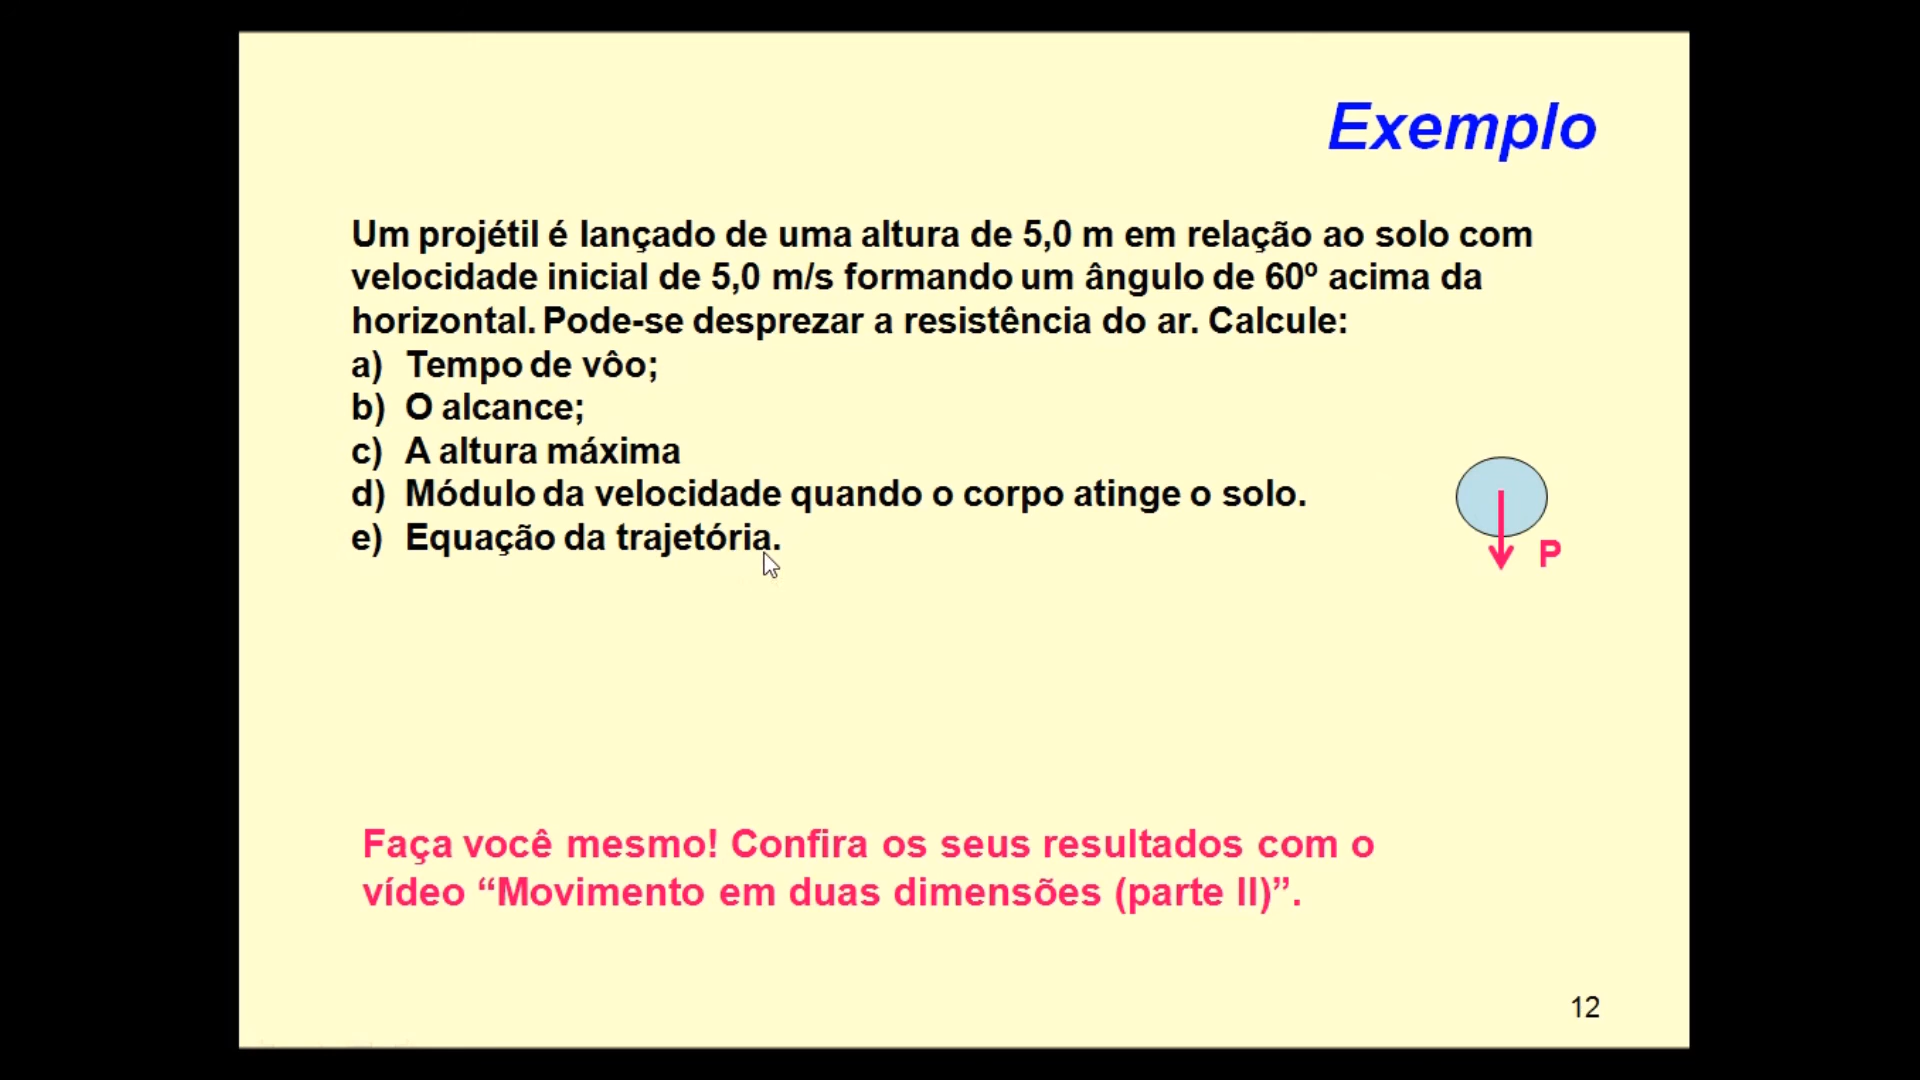 Exemplo
Um projétil é lançado de uma altura de 5,0 m em relação ao solo com
velocidade inicial de 5,0 m/s formando um ângulo de 60º acima da
horizontal. Pode-se desprezar a resistência do ar. Calcule:
a) Tempo de vôo;
b) O alcance;
c) A altura máxima
d) Módulo da velocidade quando o corpo atinge o solo.
e) Equação da trajetória.
P
Faça você mesmo! Confira os seus resultados com o
vídeo “Movimento em duas dimensões (parte II)”.
12